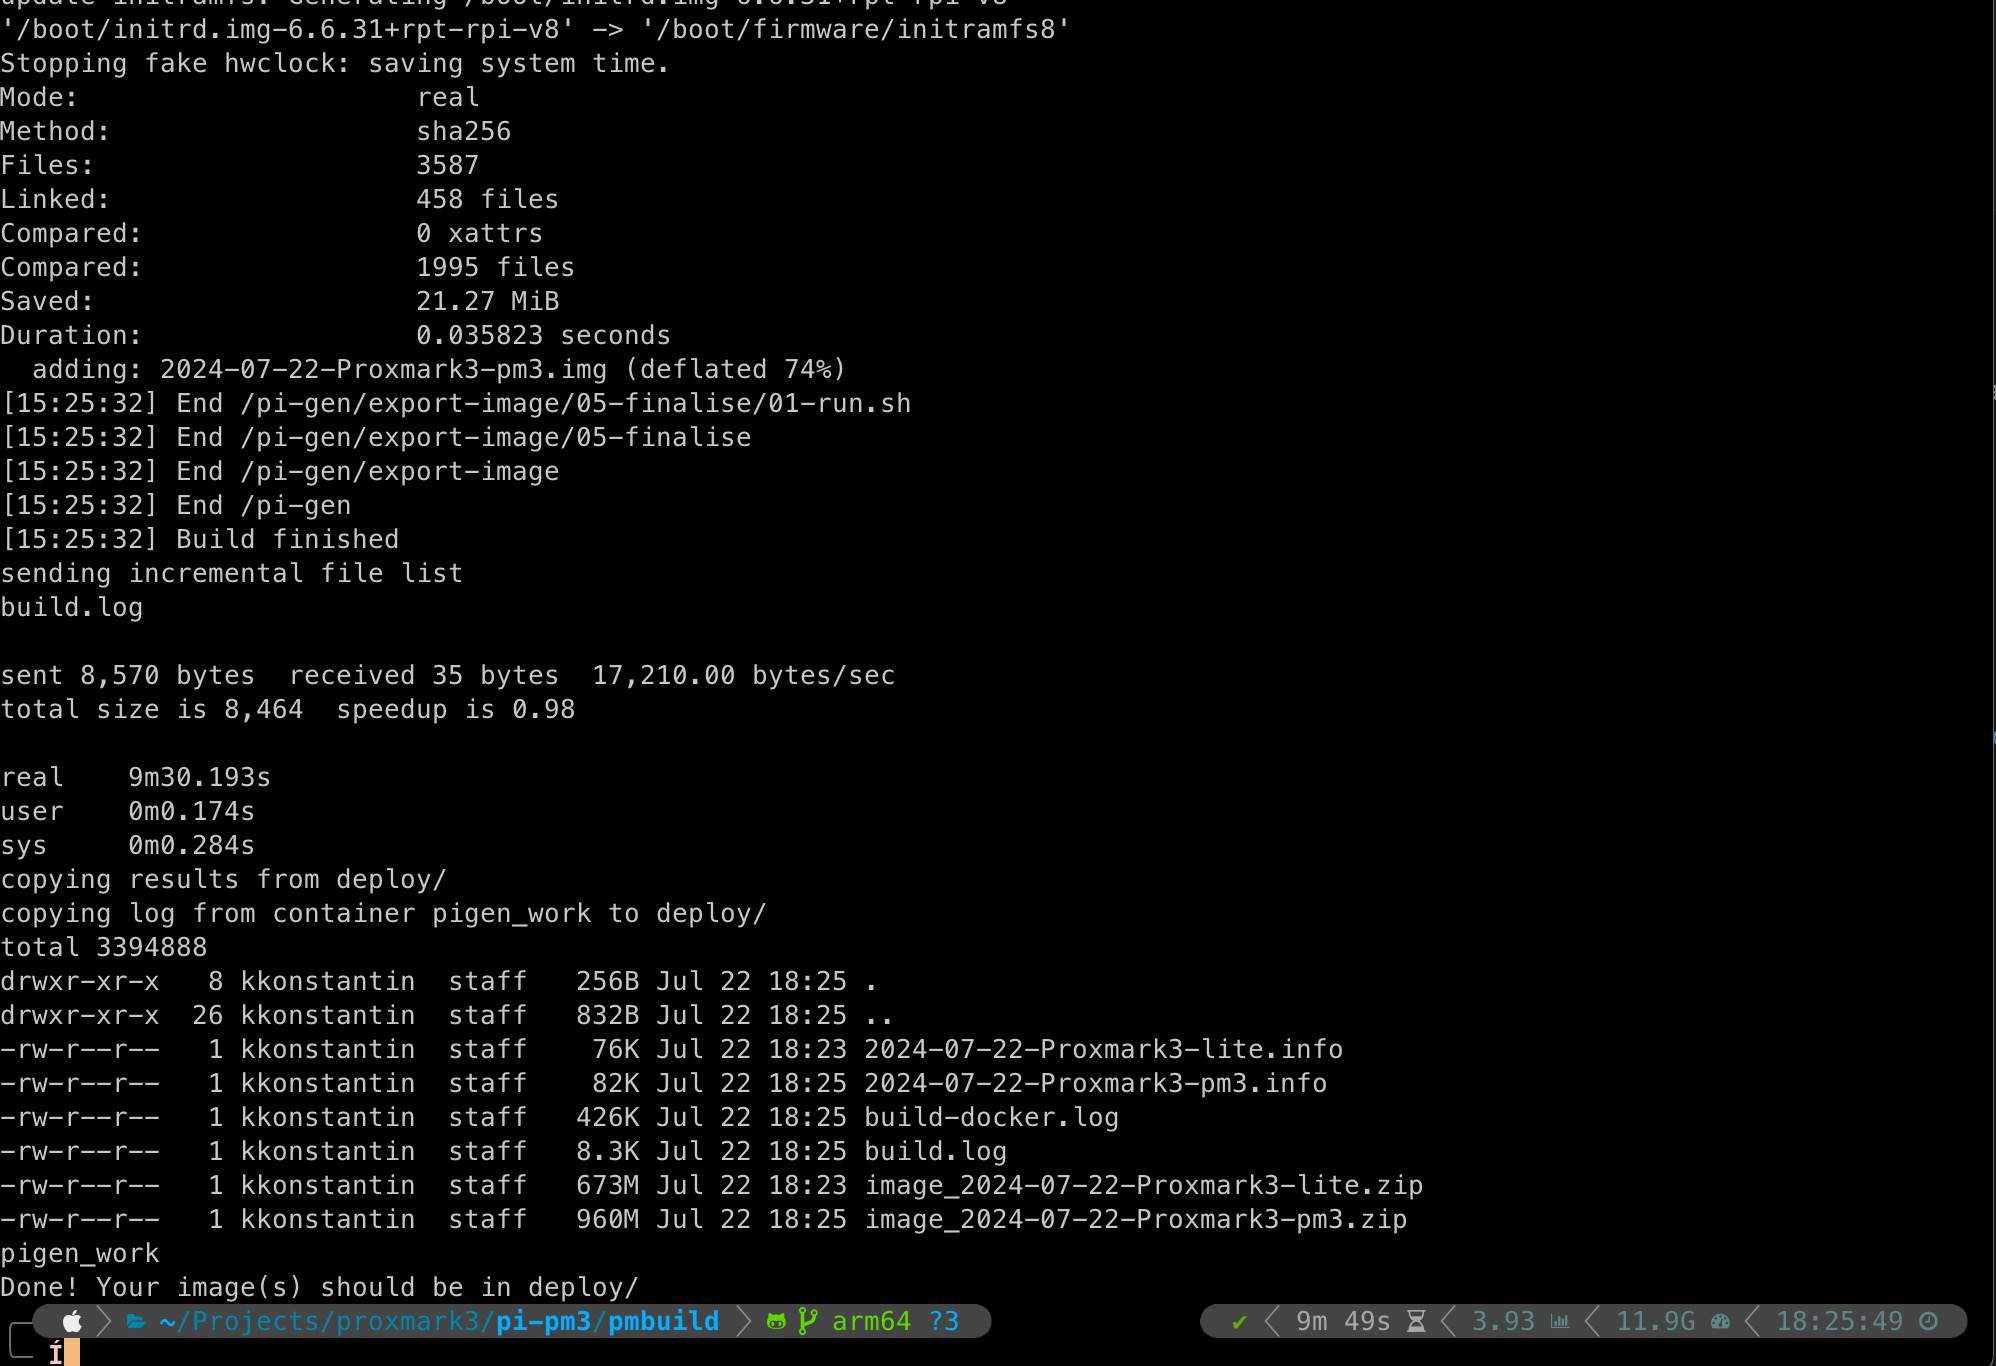 update initramfs: Generating /boot/initrd.img-6.6.31+rpt-rpi-v8
'/boot/initrd.img-6.6.31+rpt-rpi-v8' -> '/boot/firmware/initramfs8'
Stopping fake hwclock: saving system time.
Mode:                     real
Method:                   sha256
Files:                    3587
Linked:                   458 files
Compared:                 0 xattrs
Compared:                 1995 files
Saved:                    21.27 MiB
Duration:                 0.035823 seconds
  adding: 2024-07-22-Proxmark3-pm3.img (deflated 74%)
[15:25:32] End /pi-gen/export-image/05-finalise/01-run.sh
[15:25:32] End /pi-gen/export-image/05-finalise
[15:25:32] End /pi-gen/export-image
[15:25:32] End /pi-gen
[15:25:32] Build finished
sending incremental file list
build.log

sent 8,570 bytes  received 35 bytes  17,210.00 bytes/sec
total size is 8,464  speedup is 0.98

real    9m30.193s
user    0m0.174s
sys     0m0.284s
copying results from deploy/
copying log from container pigen_work to deploy/
total 3394888
drwxr-xr-x   8 kkonstantin  staff   256B Jul 22 18:25 .
drwxr-xr-x  26 kkonstantin  staff   832B Jul 22 18:25 ..
-rw-r--r--   1 kkonstantin  staff    76K Jul 22 18:23 2024-07-22-Proxmark3-lite.info
-rw-r--r--   1 kkonstantin  staff    82K Jul 22 18:25 2024-07-22-Proxmark3-pm3.info
-rw-r--r--   1 kkonstantin  staff   426K Jul 22 18:25 build-docker.log
-rw-r--r--   1 kkonstantin  staff   8.3K Jul 22 18:25 build.log
-rw-r--r--   1 kkonstantin  staff   673M Jul 22 18:23 image_2024-07-22-Proxmark3-lite.zip
-rw-r--r--   1 kkonstantin  staff   960M Jul 22 18:25 image_2024-07-22-Proxmark3-pm3.zip
pigen_work
Done! Your image(s) should be in deploy/
~/Projects/proxmark3/pi-pm3/pmbuild arm64 ?3 ✔ 9m 49s 3.93 11.9G 18:25:49